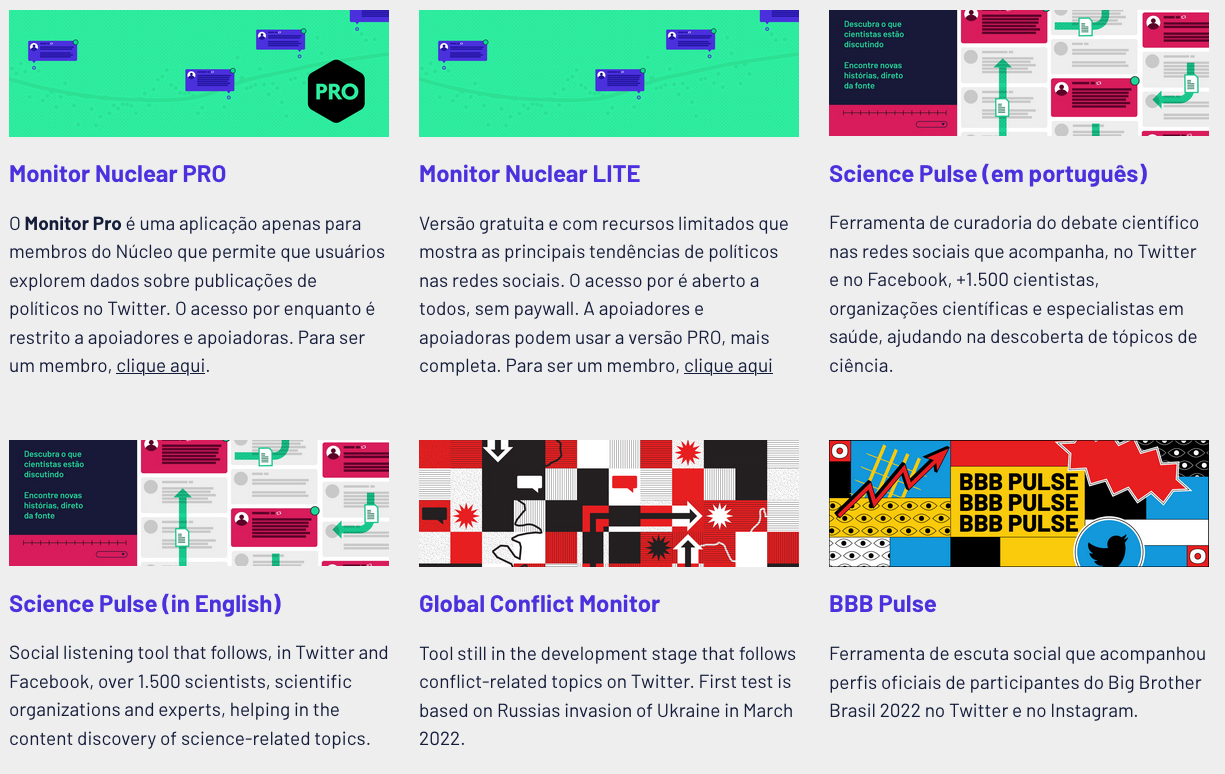 PRO
Descubra o que
cientistas estão
discutindo
Encontre novas
histórias, direto
da fonte
Monitor Nuclear PRO
O Monitor Pro é uma aplicação apenas para
membros do Núcleo que permite que usuários
explorem dados sobre publicações de
políticos no Twitter. O acesso por enquanto é
restrito a apoiadores e apoiadoras. Para ser
um membro, clique aqui.
Monitor Nuclear LITE
Versão gratuita e com recursos limitados que
mostra as principais tendências de políticos
nas redes sociais. O acesso por é aberto a
todos, sem paywall. A apoiadores e
apoiadoras podem usar a versão PRO, mais
completa. Para ser um membro, clique aqui
Science Pulse (em português)
Ferramenta de curadoria do debate científico
nas redes sociais que acompanha, no Twitter
e no Facebook, +1.500 cientistas,
organizações científicas e especialistas em
saúde, ajudando na descoberta de tópicos de
ciência.
Descubra o que
cientistas estão
discutindo
Encontre novas
histórias, direto
da fonte
BBB PULSE
BBB PULSE
BBB PULSE
Science Pulse (in English)
Social listening tool that follows, in Twitter and
Facebook, over 1.500 scientists, scientific
organizations and experts, helping in the
content discovery of science-related topics.
Global Conflict Monitor
Tool still in the development stage that follows
conflict-related topics on Twitter. First test is
based on Russias invasion of Ukraine in March
2022.
BBB Pulse
Ferramenta de escuta social que acompanhou
perfis oficiais de participantes do Big Brother
Brasil 2022 no Twitter e no Instagram.